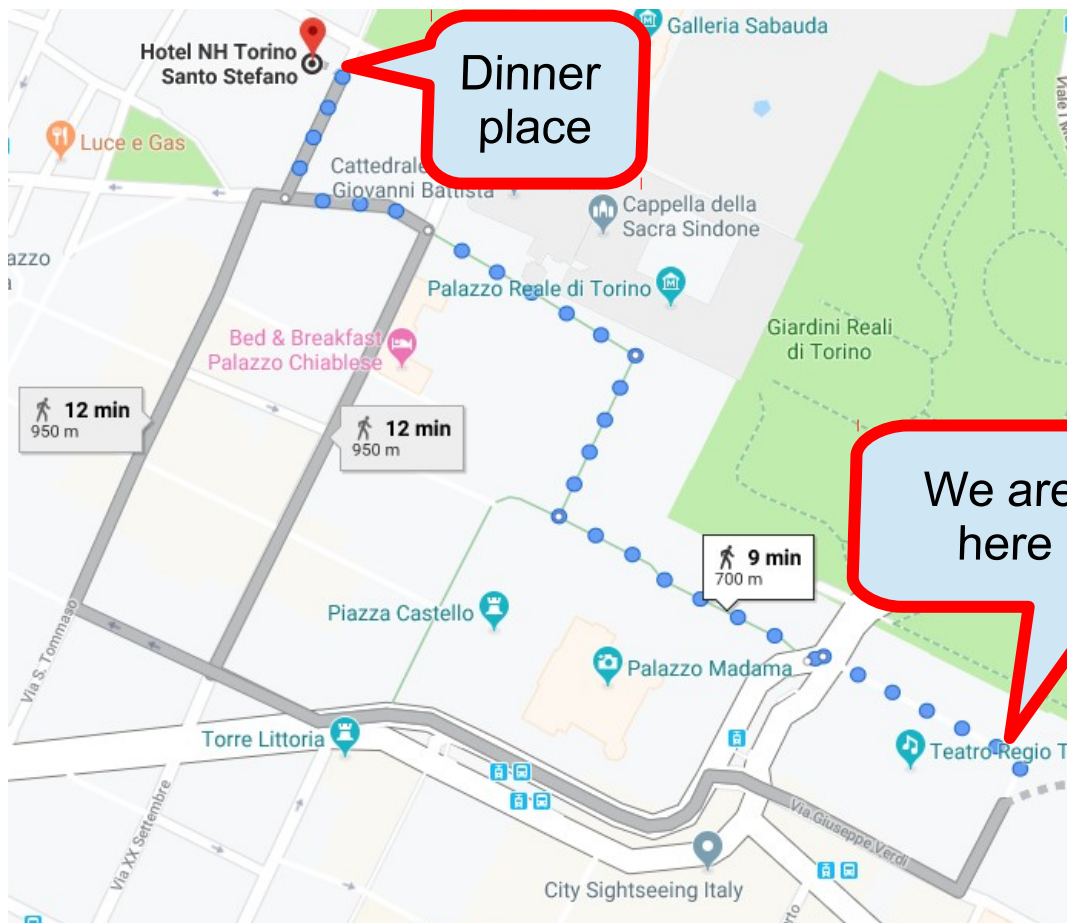 Galleria Sabauda
Hotel NH Torino
Santo Stefano
Dinner
place
Luce e Gas
Cattedrale
Giovanni Battista
Cappella della
Sacra Sindone
azzo
Palazzo Reale di Torino
Giardini Reali
di Torino
Bed & Breakfast
Palazzo Chiablese
12 min
950 m
12 min
950 m
We are
here
9 min
700 m
Piazza Castello
Via S. Tommaso
Palazzo Madama
Torre Littoria
Teatro Regio T
Via XX Settembre
Via Giuseppe Verdi
City Sightseeing Italy